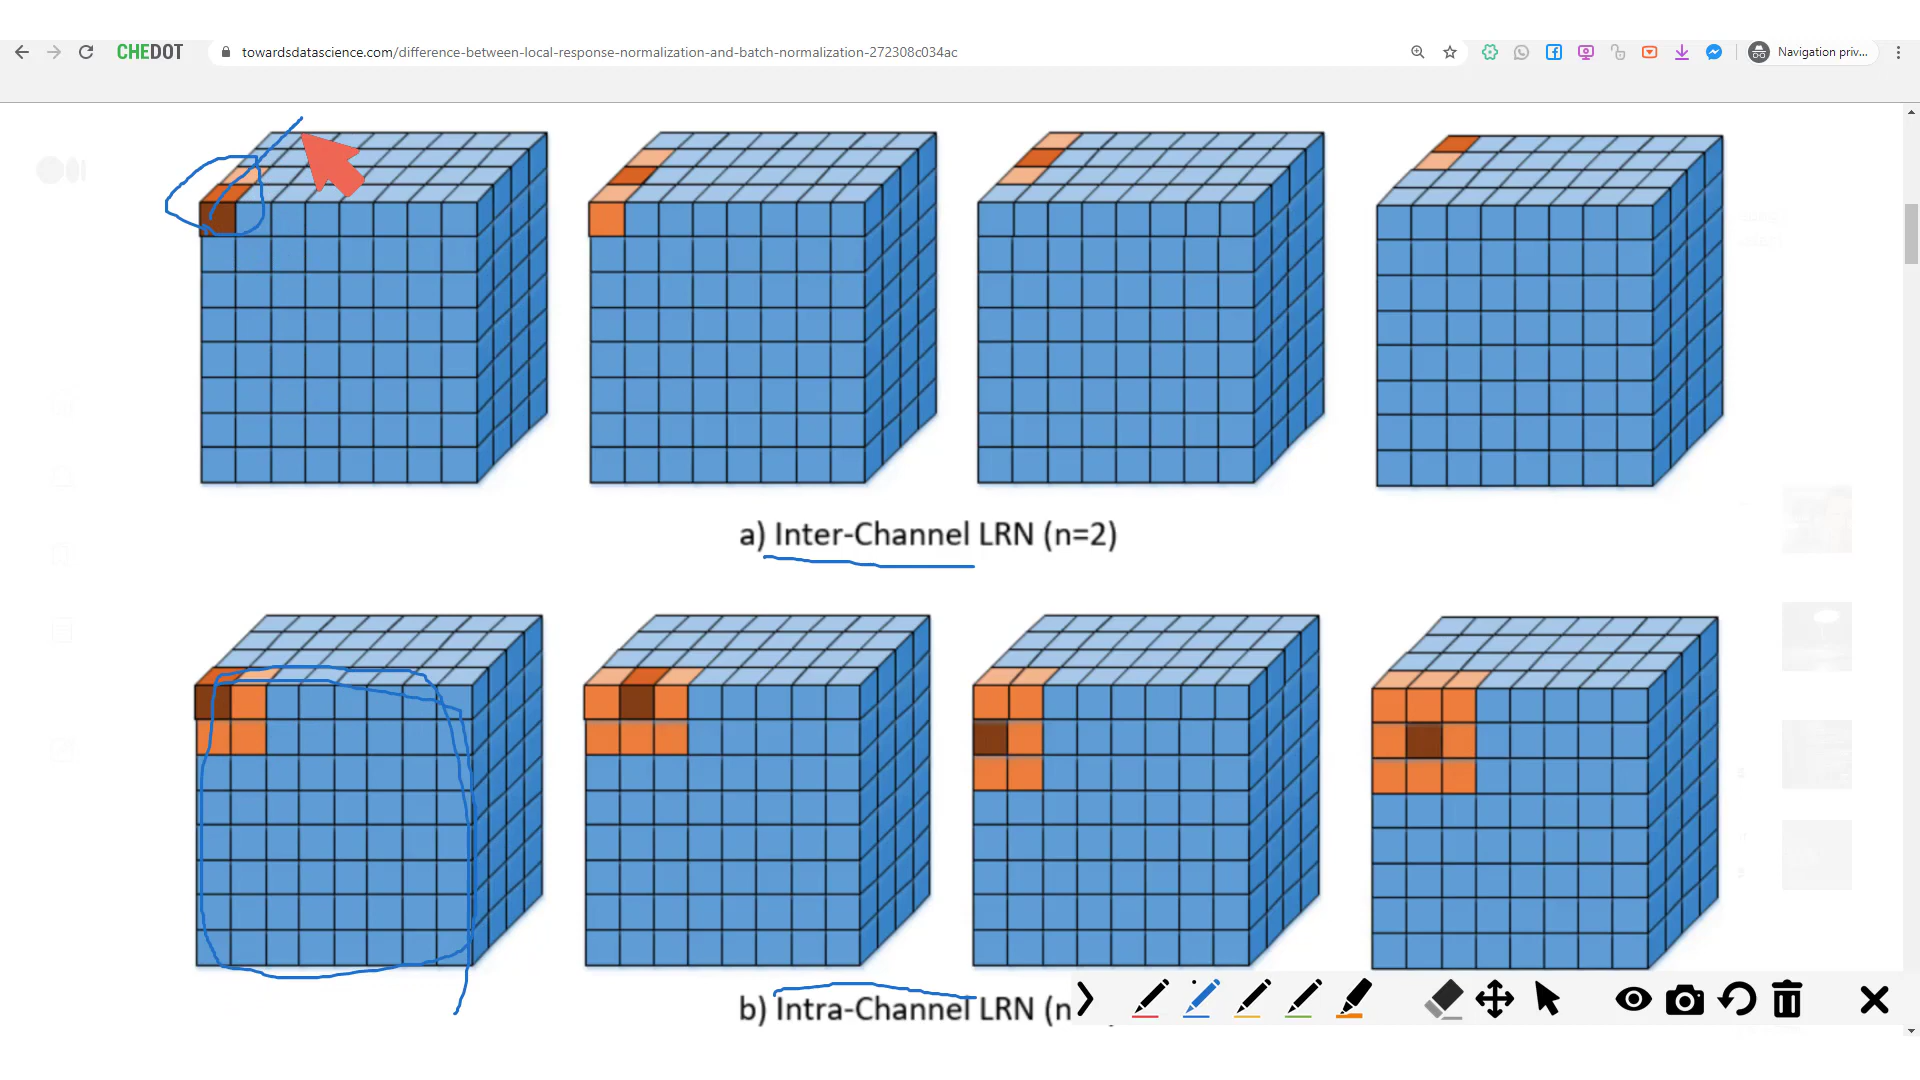 CHEDOT
towardsdatascience.com/difference-between-local-response-normalization-and-batch-normalization-272308c034ac
Navigation priv...
a) Inter-Channel LRN (n=2)
b) Intra-Channel LRN (n